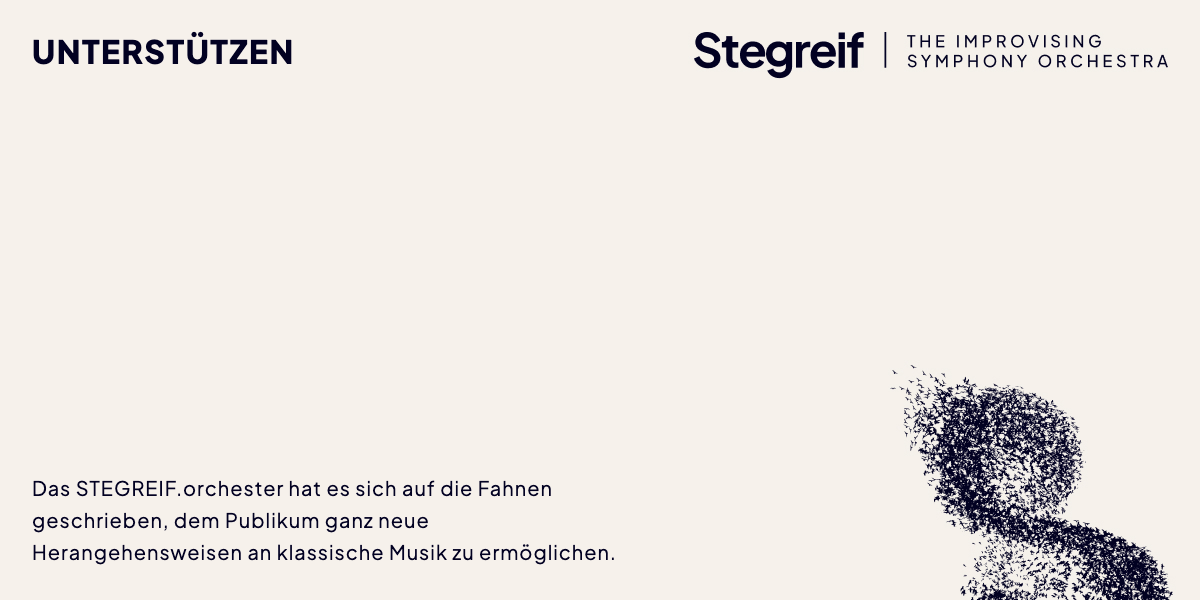 UNTERSTÜTZEN
Stegreif
THE IMPROVISING
SYMPHONY ORCHESTRA
Das STEGREIF.orchester hat es sich auf die Fahnen
geschrieben, dem Publikum ganz neue
Herangehensweisen an klassische Musik zu ermöglichen.